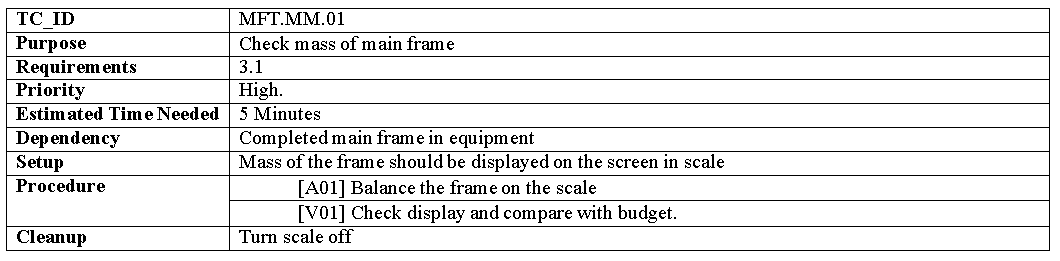 TC_ID MFT.MM.01
Purpose Check mass of main frame
Requirements 3.1
Priority High.
Estimated Time Needed 5 Minutes
Dependency Completed main frame in equipment
Setup Mass of the frame should be displayed on the screen in scale
Procedure [A01] Balance the frame on the scale
[V01] Check display and compare with budget.
Cleanup Turn scale off